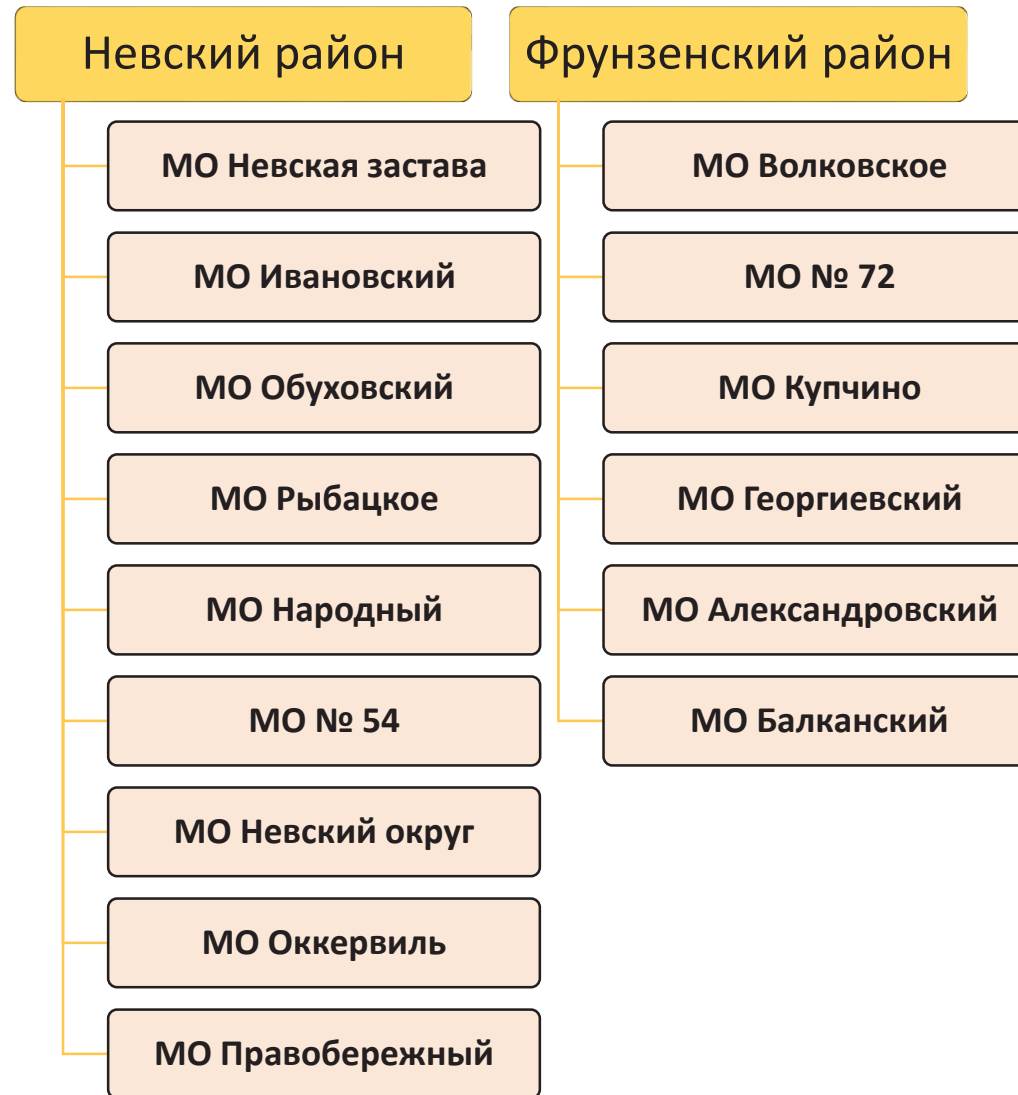 Невский район
МО Невская застава
МО Ивановский
МО Обуховский
МО Рыбацкое
МО Народный
МО № 54
МО Невский округ
МО Оккервиль
МО Правобережный
Фрунзенский район
МО Волковское
МО № 72
МО Купчино
МО Георгиевский
МО Александровский
МО Балканский